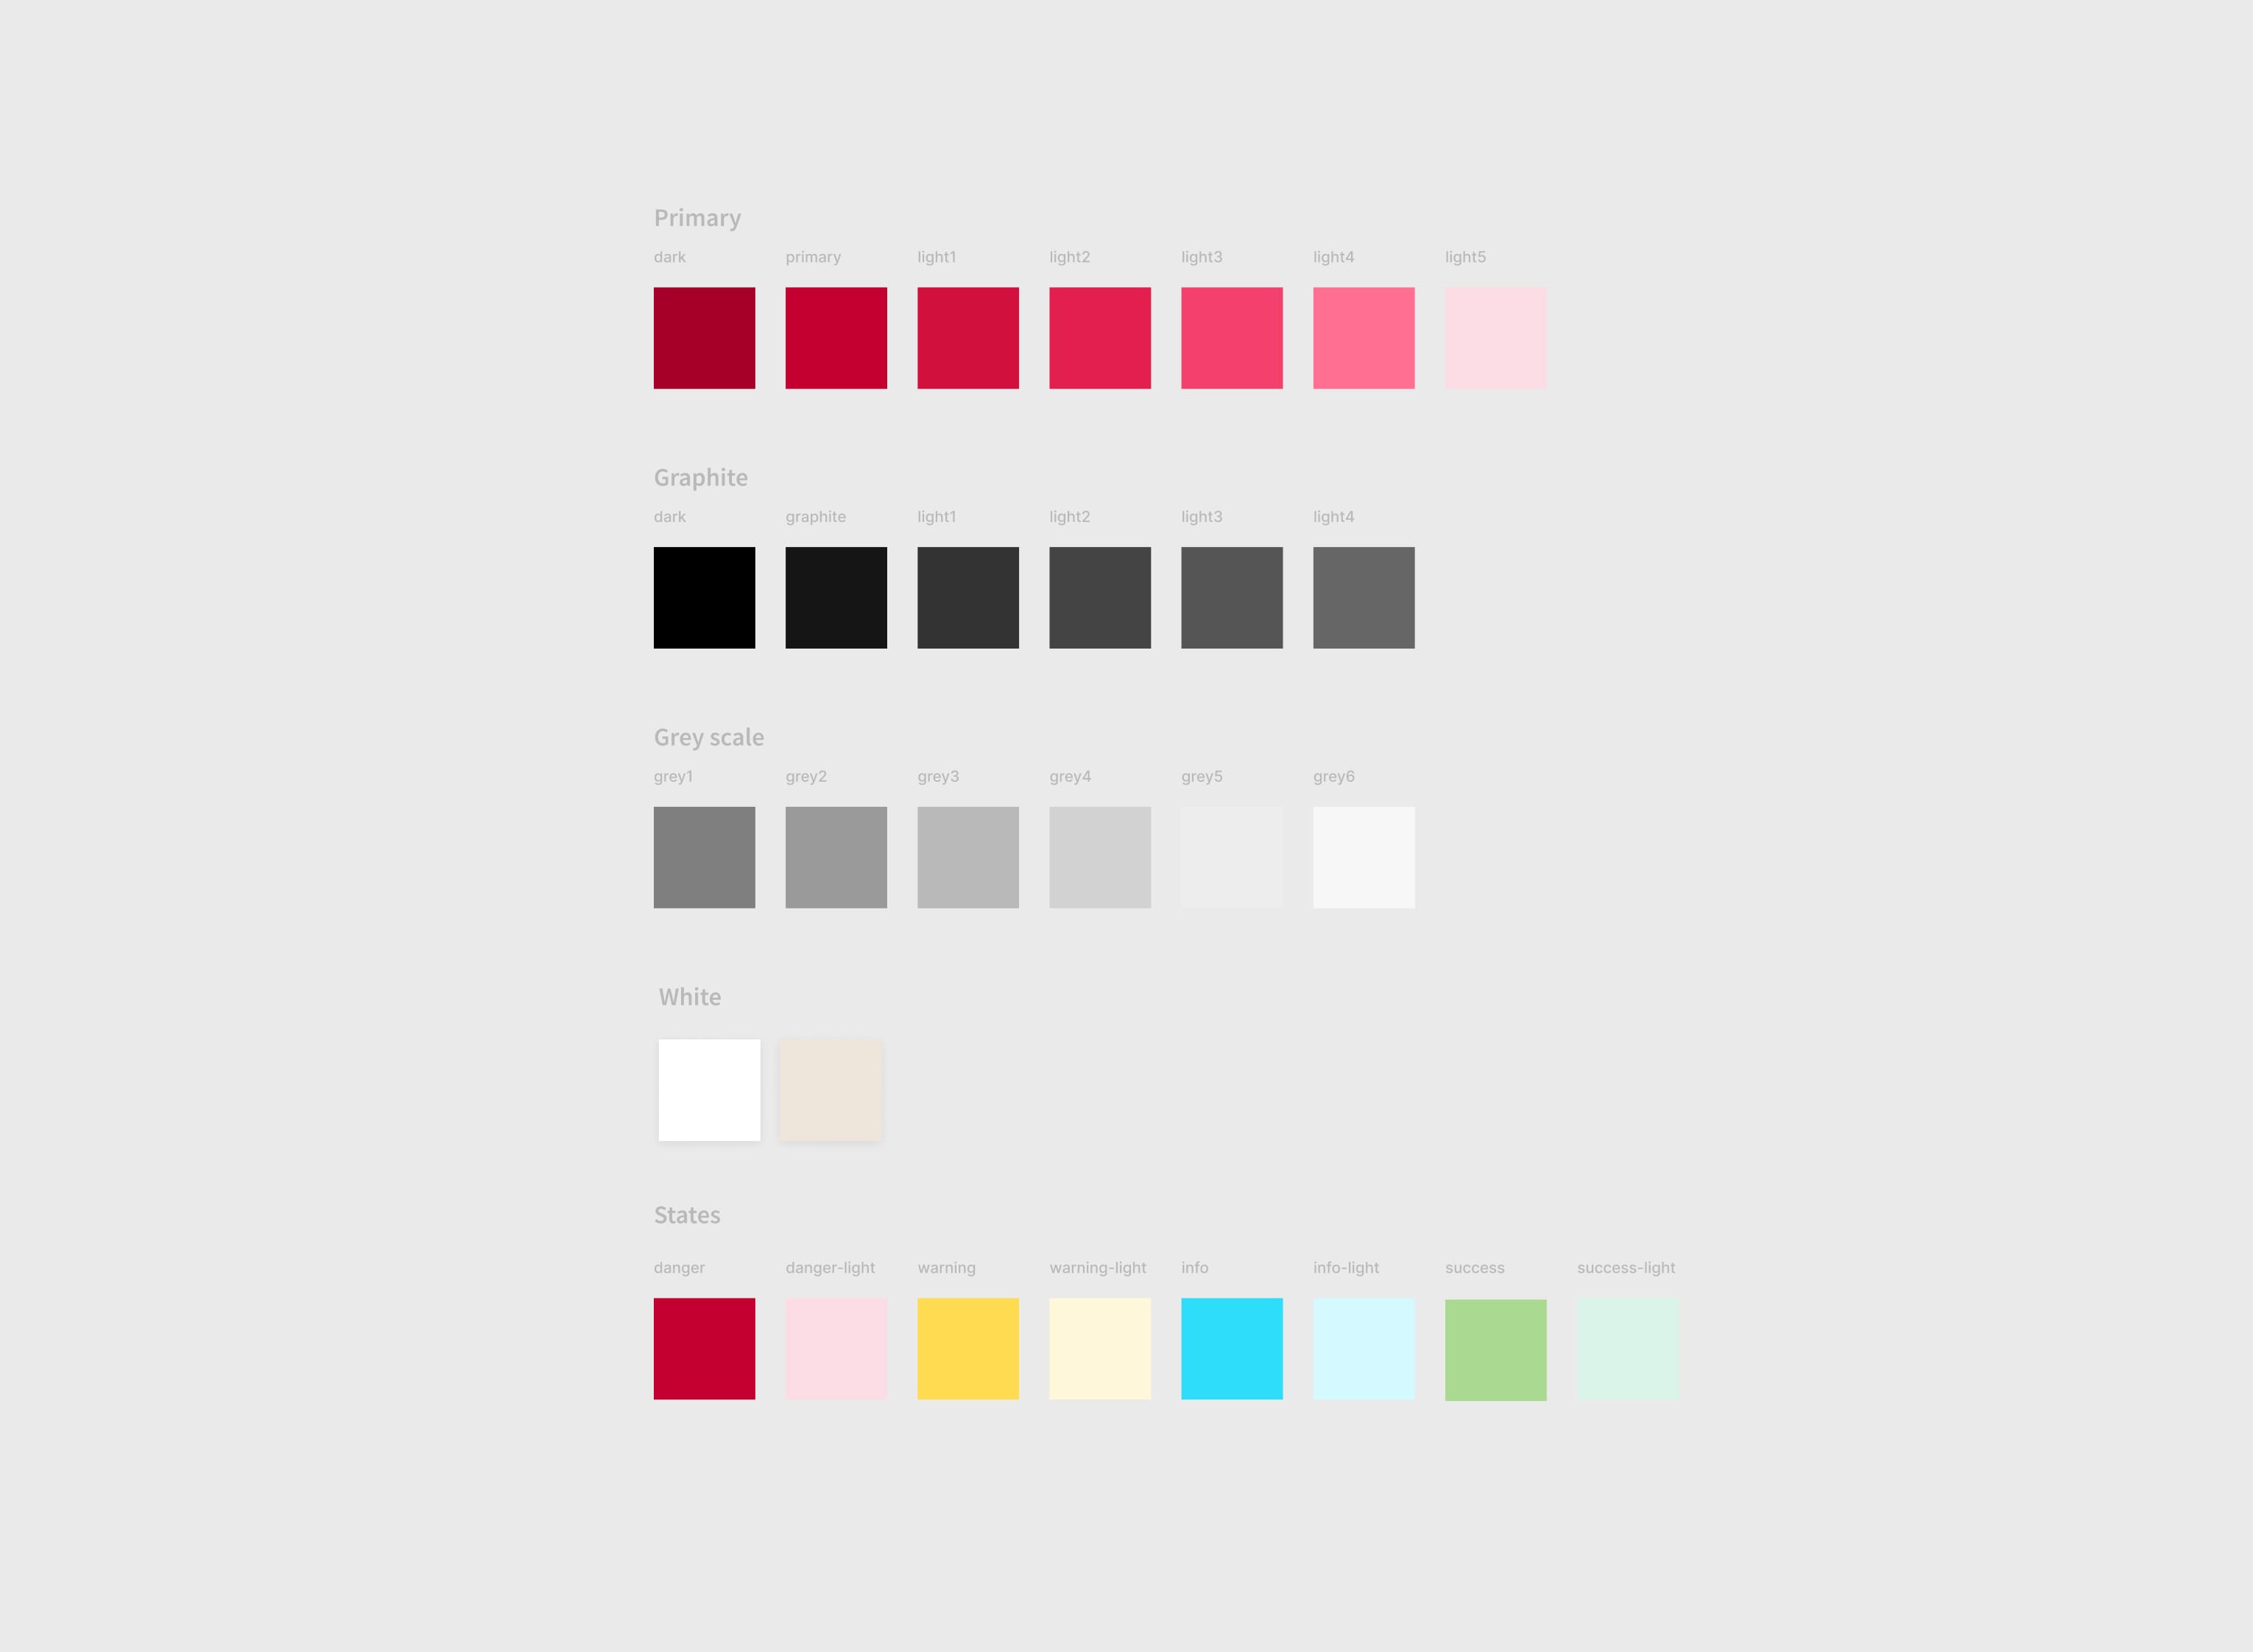 Primary
dark primary light1 light2 light3 light4 light5
Graphite
dark graphite light1 light2 light3 light4
Grey scale
grey1 grey2 grey3 grey4 grey5 grey6
White
States
danger danger-light warning warning-light info info-light success success-light